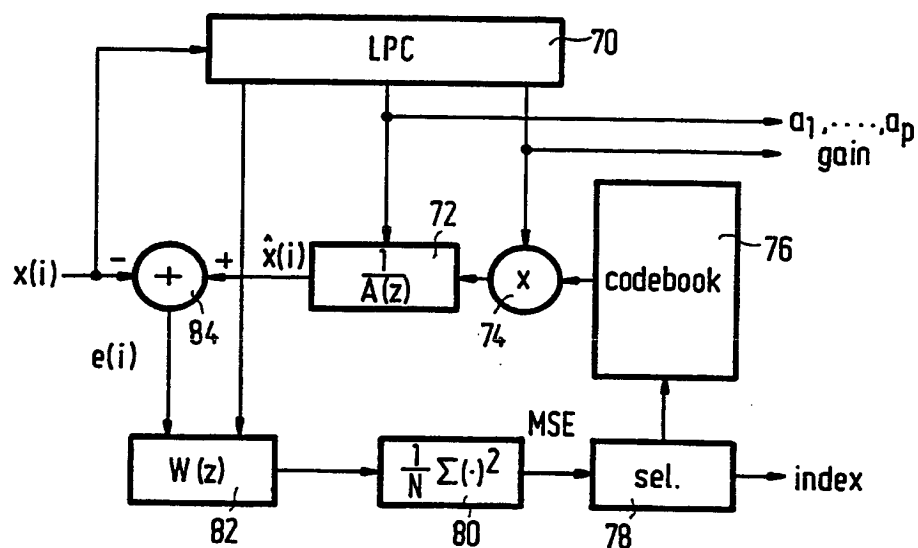 LPC
70
a₁,....,aₚ
gain
72
76
x(i)
−
+
+
x̂(i)
1
A(z)
x
codebook
84
74
e(i)
MSE
W(z)
1/N Σ(·)²
sel.
index
82
80
78